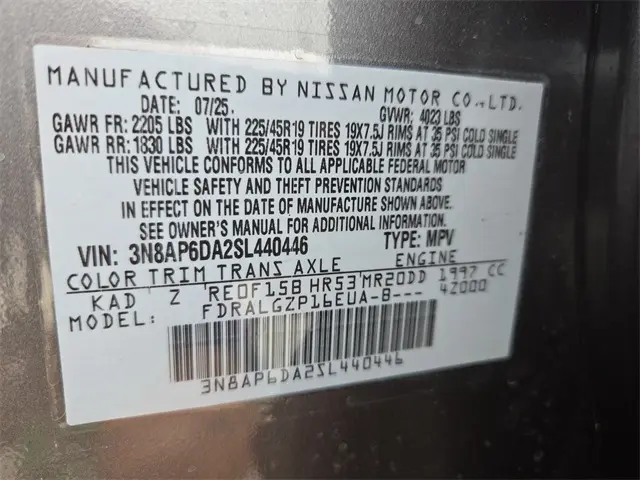 MANUFACTURED BY NISSAN MOTOR CO.,LTD.
DATE: 07/25. GVWR: 4023 LBS
GAWR FR: 2205 LBS WITH 225/45R19 TIRES 19X7.5J RIMS AT 35 PSI COLD SINGLE
GAWR RR: 1830 LBS WITH 225/45R19 TIRES 19X7.5J RIMS AT 35 PSI COLD SINGLE
THIS VEHICLE CONFORMS TO ALL APPLICABLE FEDERAL MOTOR
VEHICLE SAFETY AND THEFT PREVENTION STANDARDS
IN EFFECT ON THE DATE OF MANUFACTURE SHOWN ABOVE.
SEE OWNER'S MANUAL FOR ADDITIONAL INFORMATION.
VIN: 3N8AP6DA2SL440446 TYPE: MPV
COLOR TRIM TRANS AXLE ENGINE
KAD Z RE0F15B HR53 MR20DD 1997 CC
MODEL: FDRALGZP16EUA-B--- 42000
3N8AP6DA2SL440446